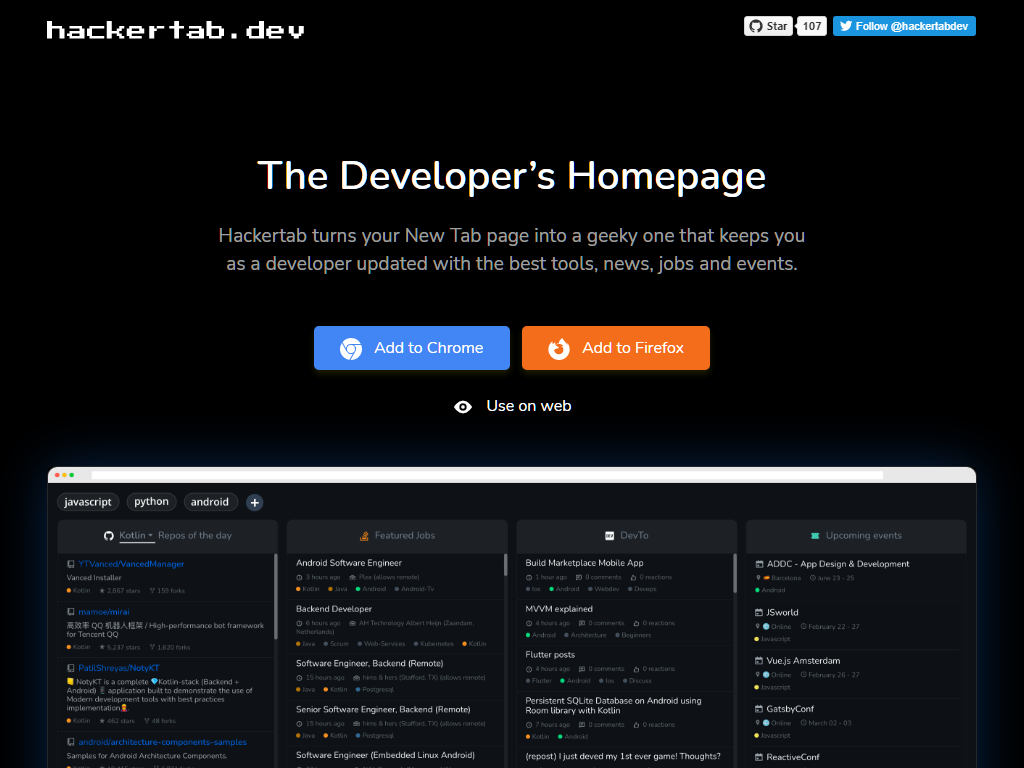 hackertab.dev
Star
107
Follow @hackertabdev
The Developer’s Homepage
Hackertab turns your New Tab page into a geeky one that keeps you
as a developer updated with the best tools, news, jobs and events.
Add to Chrome
Add to Firefox
Use on web
javascript
python
android
+
Kotlin
Repos of the day
YTVanced/VancedManager
Vanced Installer
Kotlin
2,867 stars
159 forks
mamoe/mirai
高效率 QQ 机器人框架 / High-performance bot framework
for Tencent QQ
Kotlin
5,237 stars
1,820 forks
PatilShreyas/NotyKT
NotyKT is a complete 💎Kotlin-stack (Backend +
Android) 📱 application built to demonstrate the use of
Modern development tools with best practices
implementation🦸.
Kotlin
462 stars
48 forks
android/architecture-components-samples
Samples for Android Architecture Components.
Featured Jobs
Android Software Engineer
3 hours ago
Plex (allows remote)
Kotlin
Java
Android
Android-Tv
Backend Developer
6 hours ago
AH Technology Albert Heijn (Zaandam,
Netherlands)
Java
Scrum
Web-Services
Kubernetes
Kotlin
Software Engineer, Backend (Remote)
15 hours ago
hims & hers (Stafford, TX) (allows remote)
Java
Kotlin
Postgresql
Senior Software Engineer, Backend (Remote)
15 hours ago
hims & hers (Stafford, TX) (allows remote)
Java
Kotlin
Postgresql
Software Engineer (Embedded Linux Android)
DEV
DevTo
Build Marketplace Mobile App
1 hour ago
0 comments
0 reactions
Ios
Android
Webdev
Devops
MVVM explained
4 hours ago
0 comments
0 reactions
Android
Architecture
Beginners
Flutter posts
4 hours ago
0 comments
0 reactions
Flutter
Android
Ios
Discuss
Persistent SQLite Database on Android using
Room library with Kotlin
7 hours ago
0 comments
0 reactions
Kotlin
Android
(repost) I just deved my 1st ever game! Thoughts?
Upcoming events
ADDC - App Design & Development
Barcelona
June 23 - 25
Android
JSworld
Online
February 22 - 27
Javascript
Vue.js Amsterdam
Online
February 26 - 27
Javascript
GatsbyConf
Online
March 02 - 03
Javascript
ReactiveConf